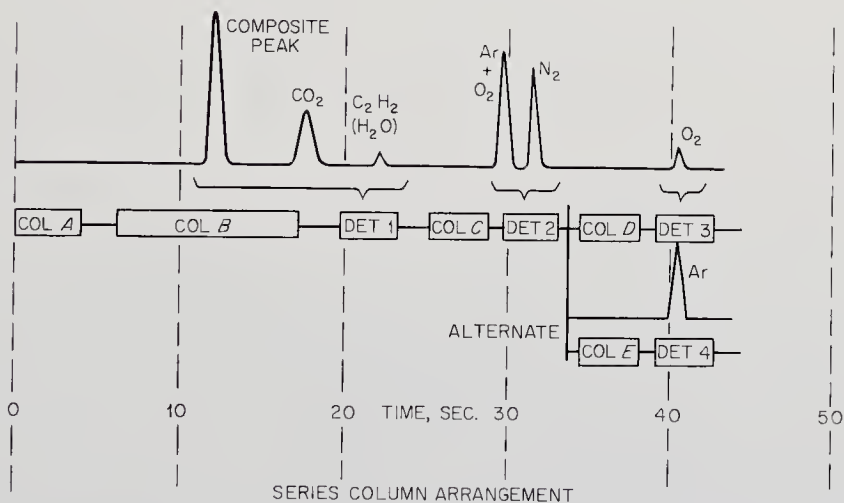 COMPOSITE
PEAK
CO2
C2H2
(H2O)
Ar
+
O2
N2
O2
COL A
COL B
DET 1
COL C
DET 2
COL D
DET 3
Ar
ALTERNATE
COL E
DET 4
0
10
20
TIME, SEC. 30
40
50
SERIES COLUMN ARRANGEMENT